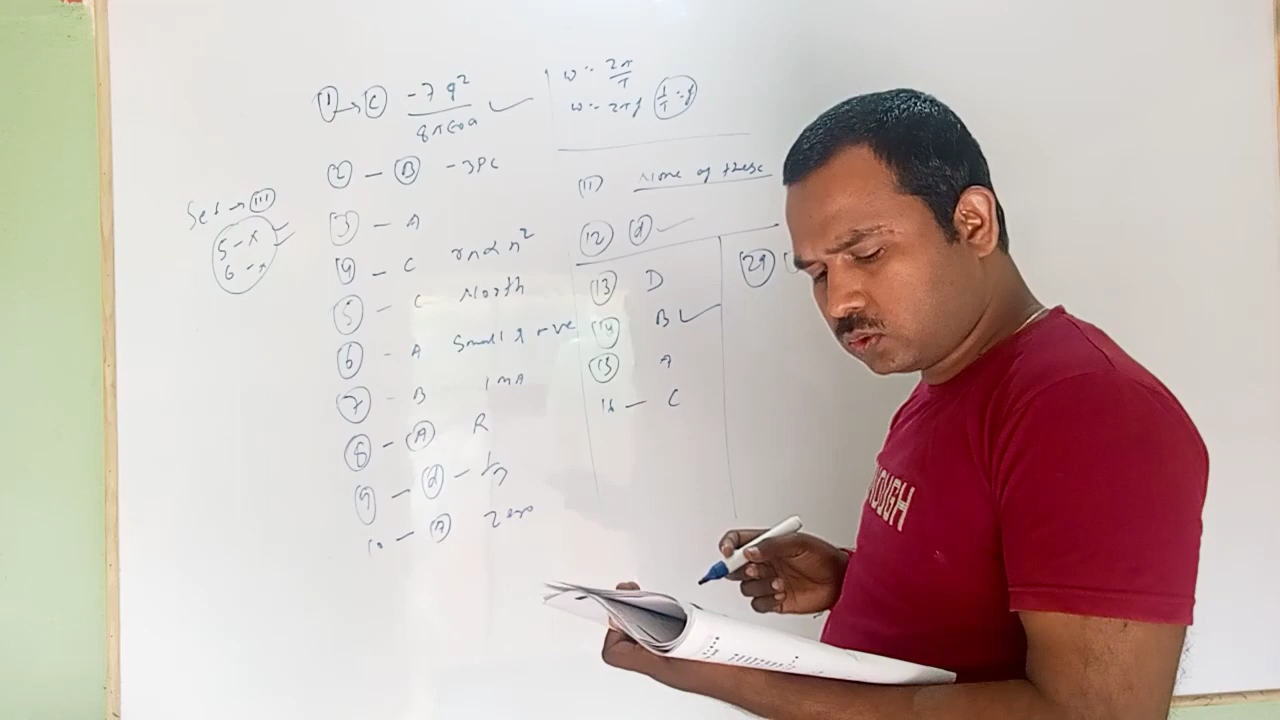 1 → C -7q²
8πε0a
2 - B -3PC
3 - A
4 - C rn α n²
5 - C North
6 - A Small & +ve
7 - B 1 mA
8 - A R
9 - d - 1/n
10 - A Zero
Set → III
5 - x
6 - x
w = 2π/T
w = 2πf 1/T = f
11 None of these
12 d
13 D
14 B
15 A
16 - C
29
OUGH